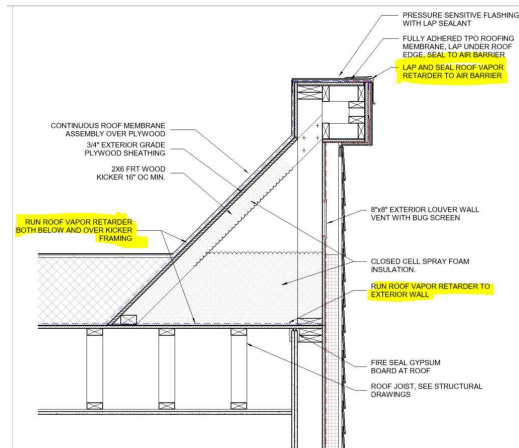 PRESSURE SENSITIVE FLASHING
WITH LAP SEALANT
FULLY ADHERED TPO ROOFING
MEMBRANE, LAP UNDER ROOF
EDGE, SEAL TO AIR BARRIER
LAP AND SEAL ROOF VAPOR
RETARDER TO AIR BARRIER
CONTINUOUS ROOF MEMBRANE
ASSEMBLY OVER PLYWOOD
3/4" EXTERIOR GRADE
PLYWOOD SHEATHING
2X6 FRT WOOD
KICKER 16" OC MIN.
RUN ROOF VAPOR RETARDER
BOTH BELOW AND OVER KICKER
FRAMING
8"x8" EXTERIOR LOUVER WALL
VENT WITH BUG SCREEN
CLOSED CELL SPRAY FOAM
INSULATION.
RUN ROOF VAPOR RETARDER TO
EXTERIOR WALL
FIRE SEAL GYPSUM
BOARD AT ROOF
ROOF JOIST, SEE STRUCTURAL
DRAWINGS